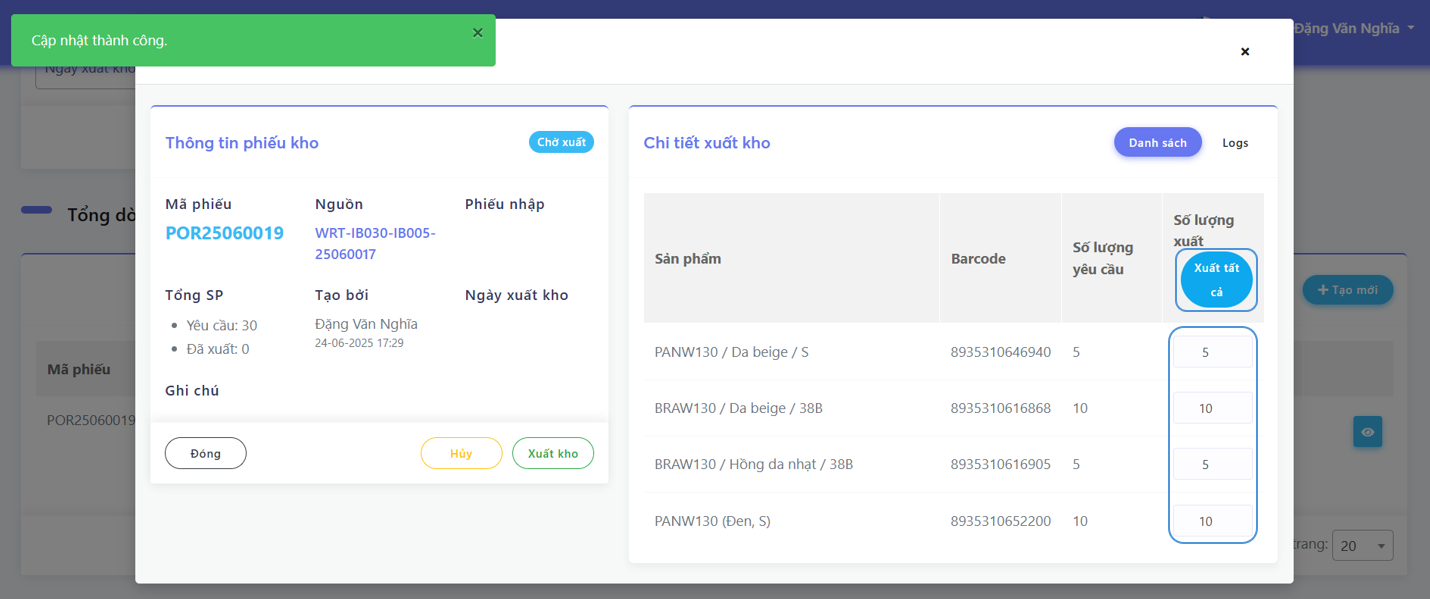 Cập nhật thành công.
×
Đặng Văn Nghĩa
×
Ngày xuất kho
Thông tin phiếu kho
Chờ xuất
Mã phiếu
Nguồn
Phiếu nhập
POR25060019
WRT-IB030-IB005-
25060017
Tổng SP
Tạo bởi
Ngày xuất kho
Yêu cầu: 30
Đã xuất: 0
Đặng Văn Nghĩa
24-06-2025 17:29
Ghi chú
Đóng
Hủy
Xuất kho
Chi tiết xuất kho
Danh sách
Logs
Sản phẩm
Barcode
Số lượng
yêu cầu
Số lượng
xuất
Xuất tất
cả
PANW130 / Da beige / S 8935310646940 5 5
BRAW130 / Da beige / 38B 8935310616868 10 10
BRAW130 / Hồng da nhạt / 38B 8935310616905 5 5
PANW130 (Đen, S) 8935310652200 10 10
Tổng dò
+ Tạo mới
Mã phiếu
POR25060019
trang:
20